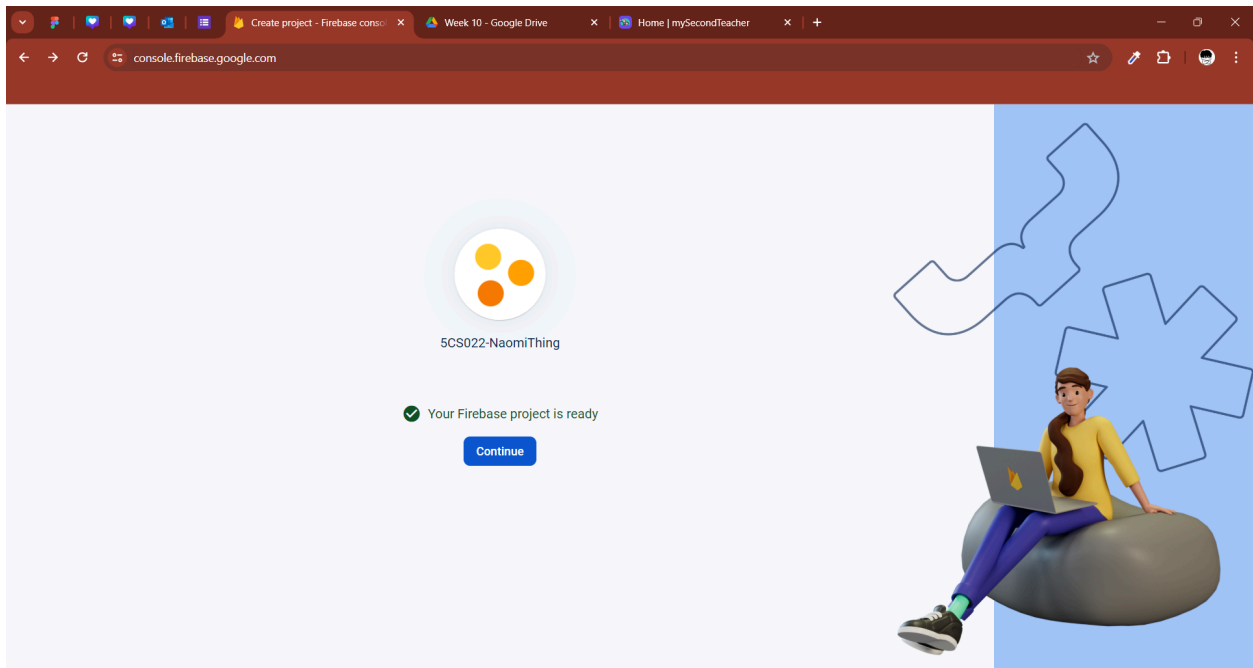 Create project - Firebase conso
Week 10 - Google Drive
Home | mySecondTeacher
console.firebase.google.com
5CS022-NaomiThing
Your Firebase project is ready
Continue